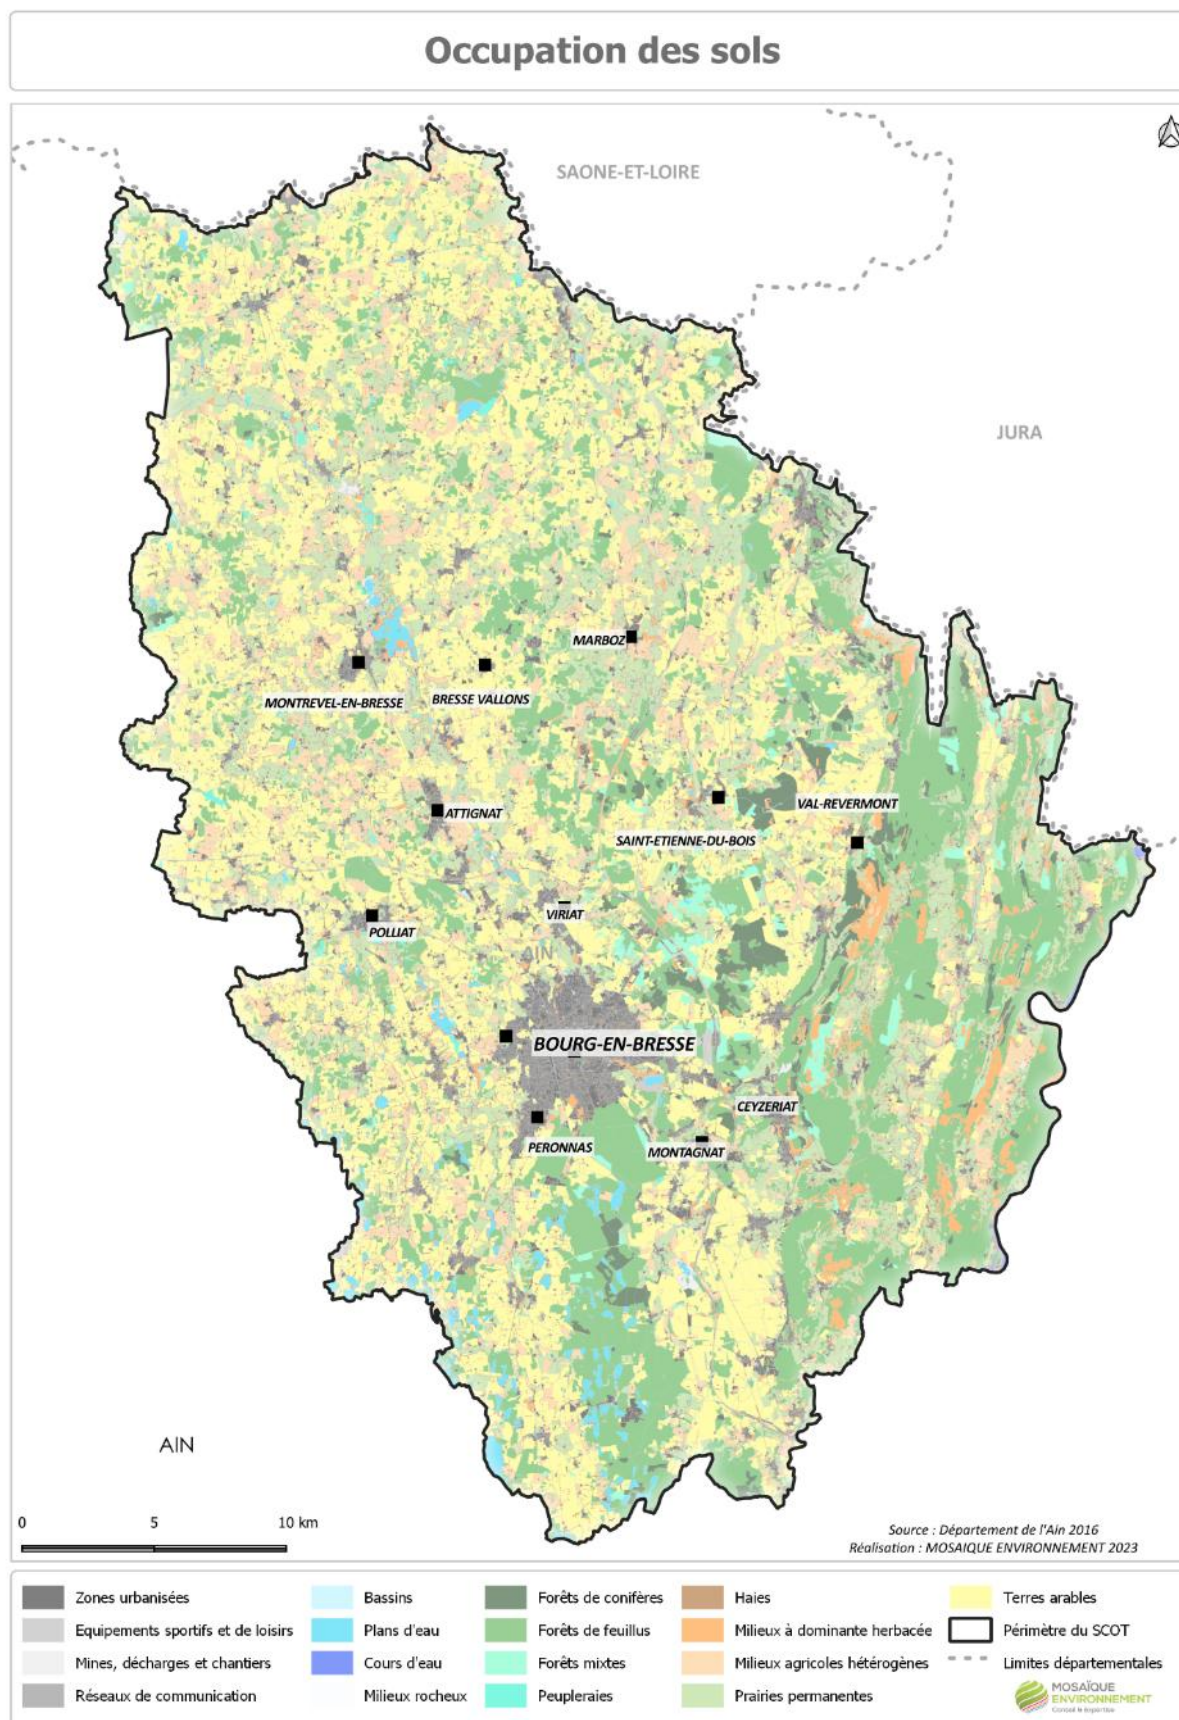 Occupation des sols
SAONE-ET-LOIRE
JURA
MARBOZ
MONTREVEL-EN-BRESSE
BRESSE VALLONS
ATTIGNAT
VAL-REVERMONT
SAINT-ETIENNE-DU-BOIS
VIRIAT
POLLIAT
AIN
BOURG-EN-BRESSE
CEYZERIAT
PERONNAS
MONTAGNAT
AIN
0 5 10 km
Source : Département de l'Ain 2016
Réalisation : MOSAIQUE ENVIRONNEMENT 2023
Zones urbanisées
Equipements sportifs et de loisirs
Mines, décharges et chantiers
Réseaux de communication
Bassins
Plans d'eau
Cours d'eau
Milieux rocheux
Forêts de conifères
Forêts de feuillus
Forêts mixtes
Peupleraies
Haies
Milieux à dominante herbacée
Milieux agricoles hétérogènes
Prairies permanentes
Terres arables
Périmètre du SCOT
Limites départementales
MOSAÏQUE
ENVIRONNEMENT
Conseil & expertise